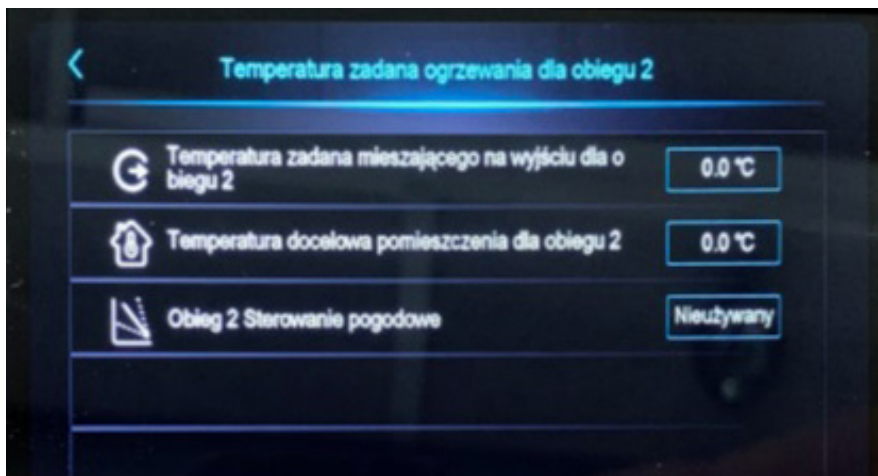 Temperatura zadana ogrzewania dla obiegu 2
Temperatura zadana mieszającego na wyjściu dla o
biegu 2
0.0 ℃
Temperatura docelowa pomieszczenia dla obiegu 2
0.0 ℃
Obieg 2 Sterowanie pogodowe
Nieużywany